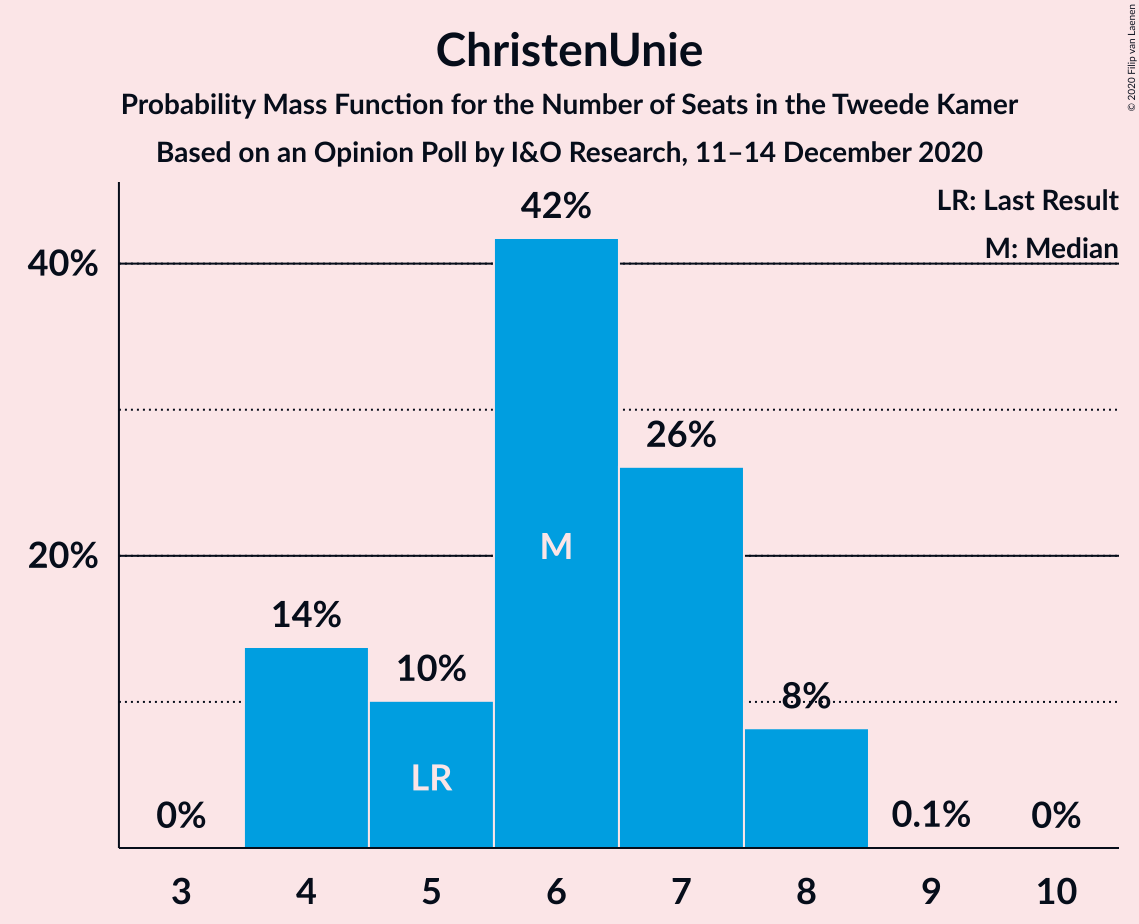 ChristenUnie
Probability Mass Function for the Number of Seats in the Tweede Kamer
Based on an Opinion Poll by I&O Research, 11–14 December 2020
© 2020 Filip van Laenen
LR: Last Result
M: Median
40%
20%
0%
14%
10%
42%
26%
8%
0.1%
0%
LR
M
3
4
5
6
7
8
9
10